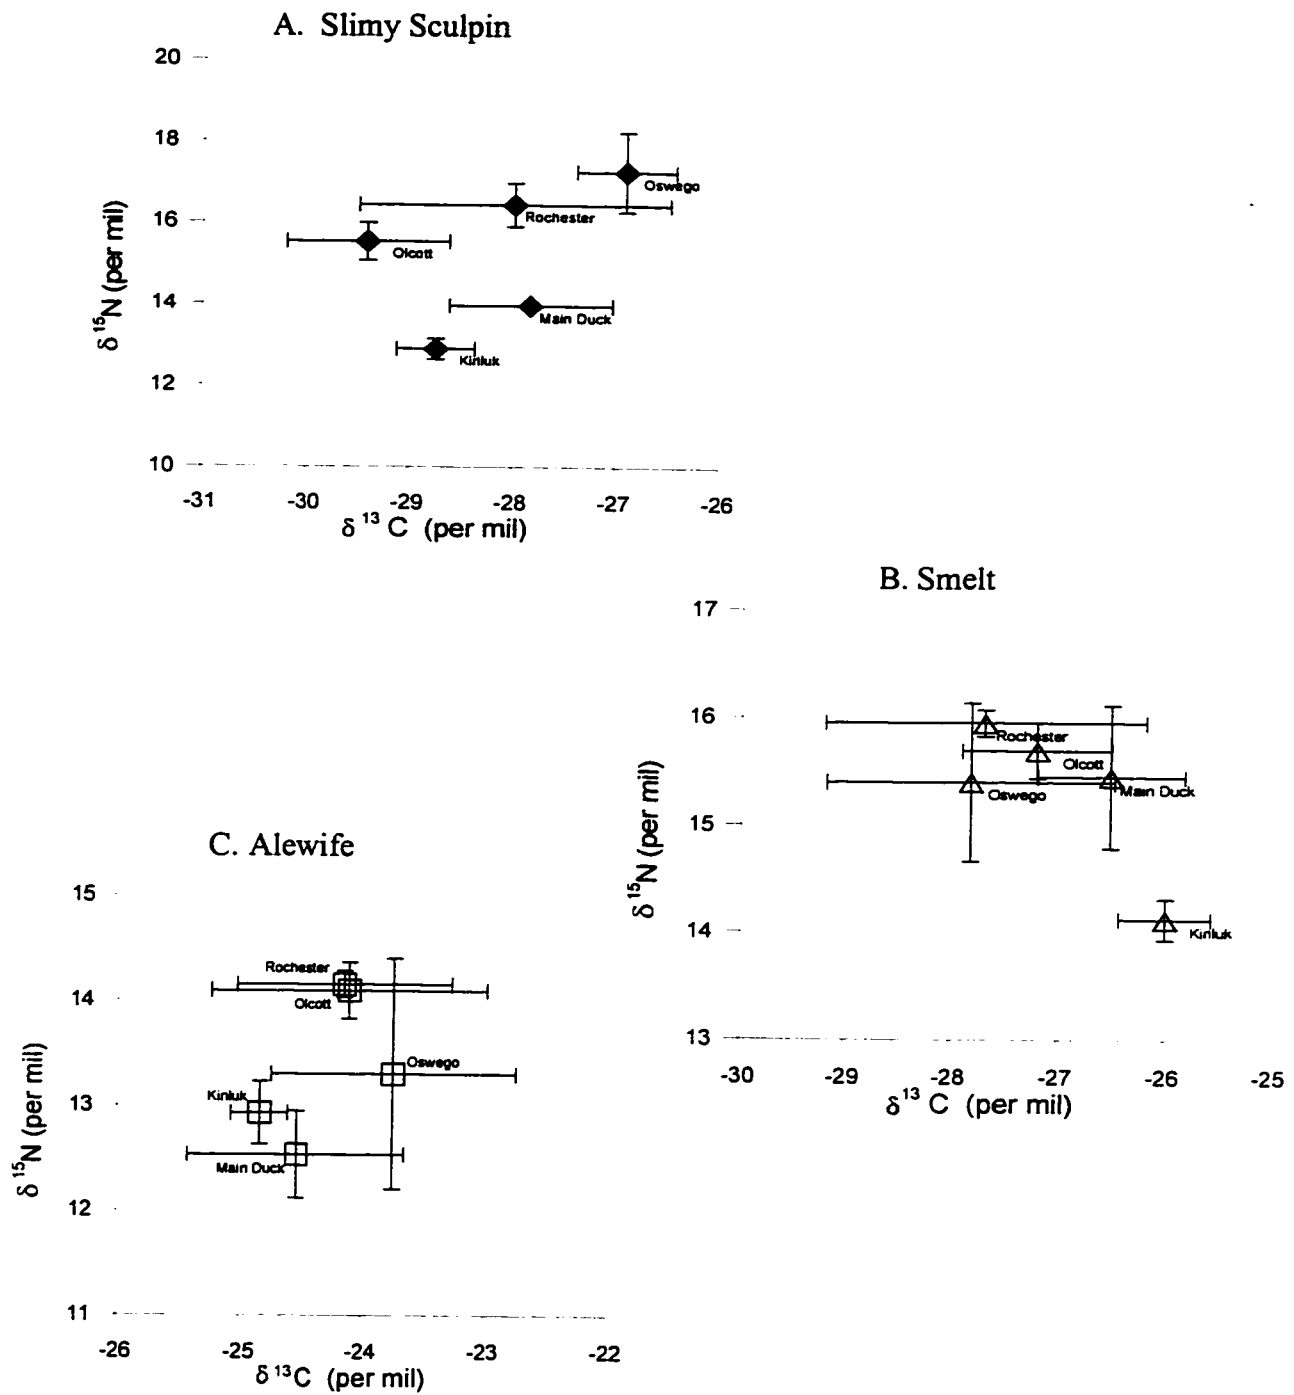 A. Slimy Sculpin
20
18
16
14
12
10
δ ¹⁵N (per mil)
Oswego
Rochester
Olcott
Main Duck
Kinluk
-31 -30 -29 -28 -27 -26
δ ¹³ C (per mil)
B. Smelt
17
16
15
14
13
δ ¹⁵N (per mil)
Rochester
Olcott
Oswego
Main Duck
Kinluk
-30 -29 -28 -27 -26 -25
δ ¹³ C (per mil)
C. Alewife
15
14
13
12
11
δ ¹⁵N (per mil)
Rochester
Olcott
Oswego
Kinluk
Main Duck
-26 -25 -24 -23 -22
δ ¹³C (per mil)